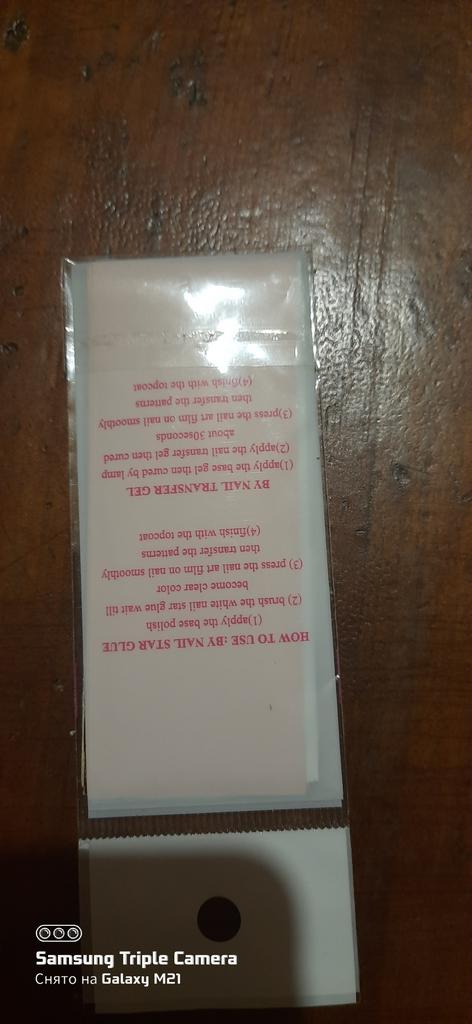 HOW TO USE :BY NAIL STAR GLUE
(1)apply the base polish
(2) brush the white nail star glue wait till
become clear color
3) press the nail art film on nail smoothly
then transfer the patterns
(4)finish with the topcoat
BY NAIL TRANSFER GEL
(1)apply the base gel then cured by lamp
(2)apply the nail transfer gel then cured
about 30seconds
(3)press the nail art film on nail smoothly
then transfer the patterns
(4)finish with the topcoat
Samsung Triple Camera
Снято на Galaxy M21